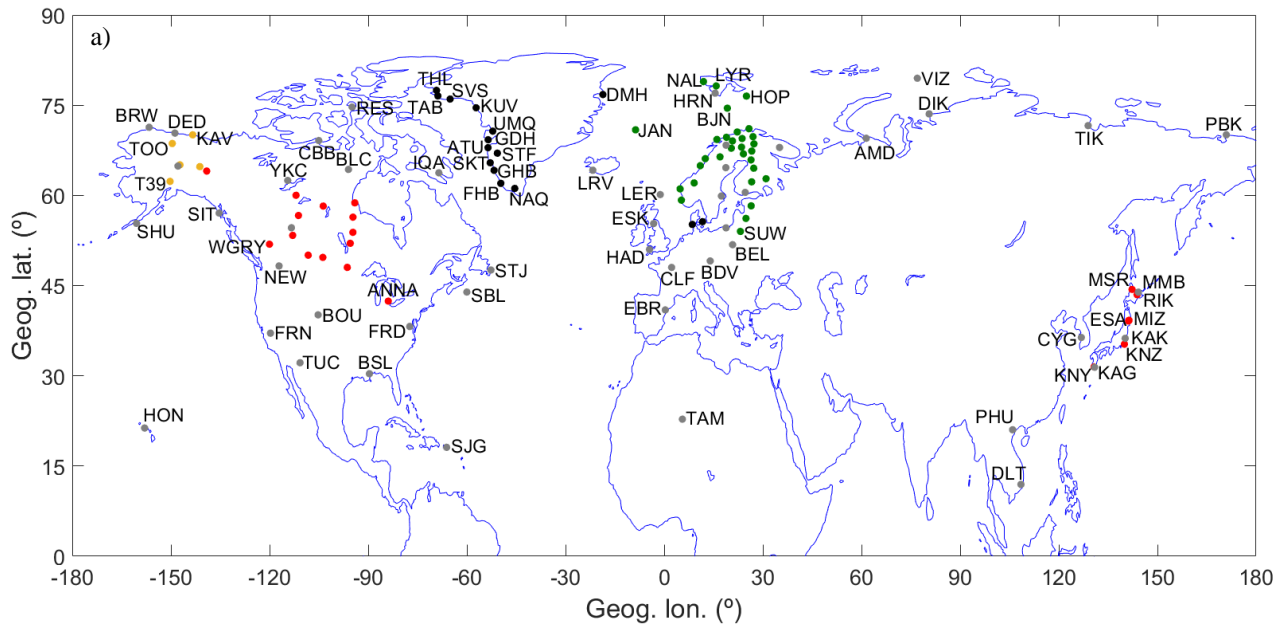 a)
90
75
60
45
30
15
0
Geog. lat. (º)
-180
-150
-120
-90
-60
-30
0
30
60
90
120
150
180
Geog. lon. (º)
THL
SVS
TAB
RES
KUV
DMH
NAL
LYR
HRN
HOP
VIZ
BRW
DED
KAV
TOO
UMQ
GDH
JAN
BJN
DIK
TIK
PBK
CBB
BLC
ATU
STF
AMD
YKC
IQA
SKT
GHB
LRV
T39
FHB
NAQ
LER
SIT
SHU
ESK
SUW
WGRY
HAD
BEL
NEW
STJ
CLF
BDV
ANNA
SBL
MSR
MMB
RIK
BOU
EBR
ESA
MIZ
FRN
FRD
CYG
KAK
KNZ
TUC
BSL
KNY
KAG
HON
TAM
PHU
SJG
DLT